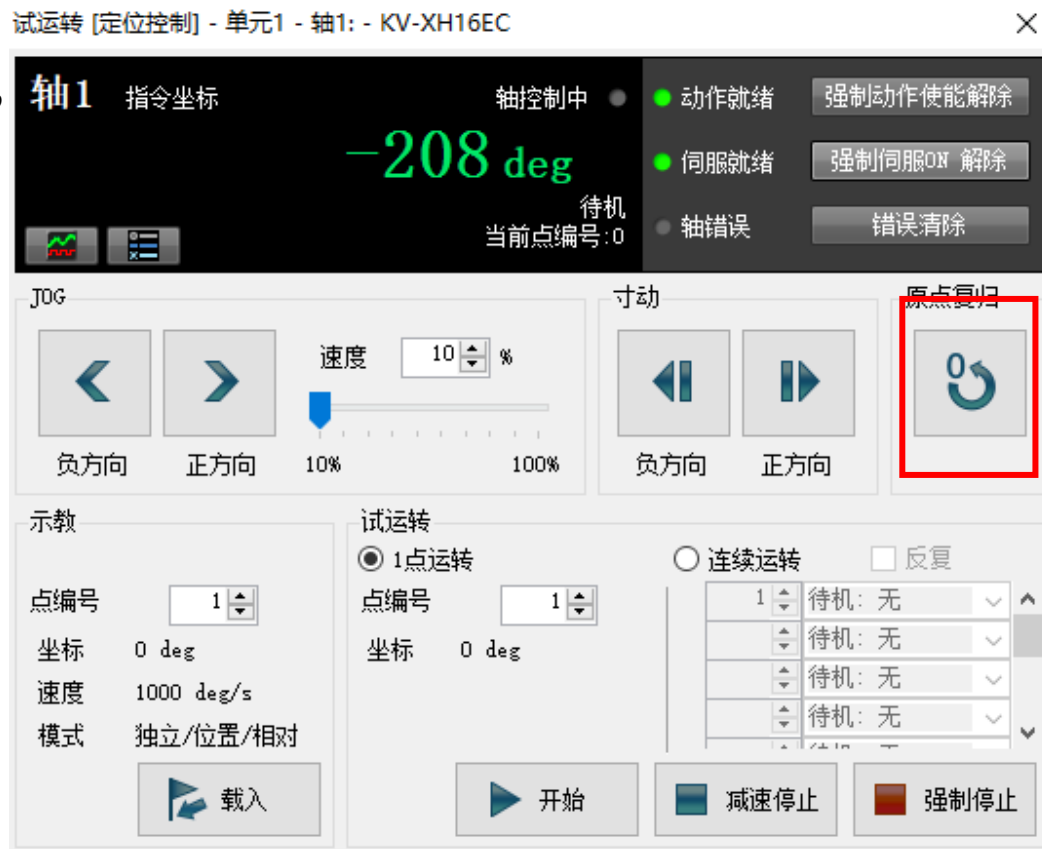 试运转 [定位控制] - 单元1 - 轴1: - KV-XH16EC
轴1 指令坐标 轴控制中 动作就绪 强制动作使能解除
-208 deg 伺服就绪 强制伺服ON 解除
待机
当前点编号:0 轴错误 错误清除
JOG 寸动 原点复归
速度 10 %
负方向 正方向 10% 100% 负方向 正方向
示教 试运转
1点运转 连续运转 反复
点编号 1 点编号 1 1 待机: 无
坐标 0 deg 坐标 0 deg 待机: 无
速度 1000 deg/s 待机: 无
模式 独立/位置/相对 待机: 无
载入 开始 减速停止 强制停止